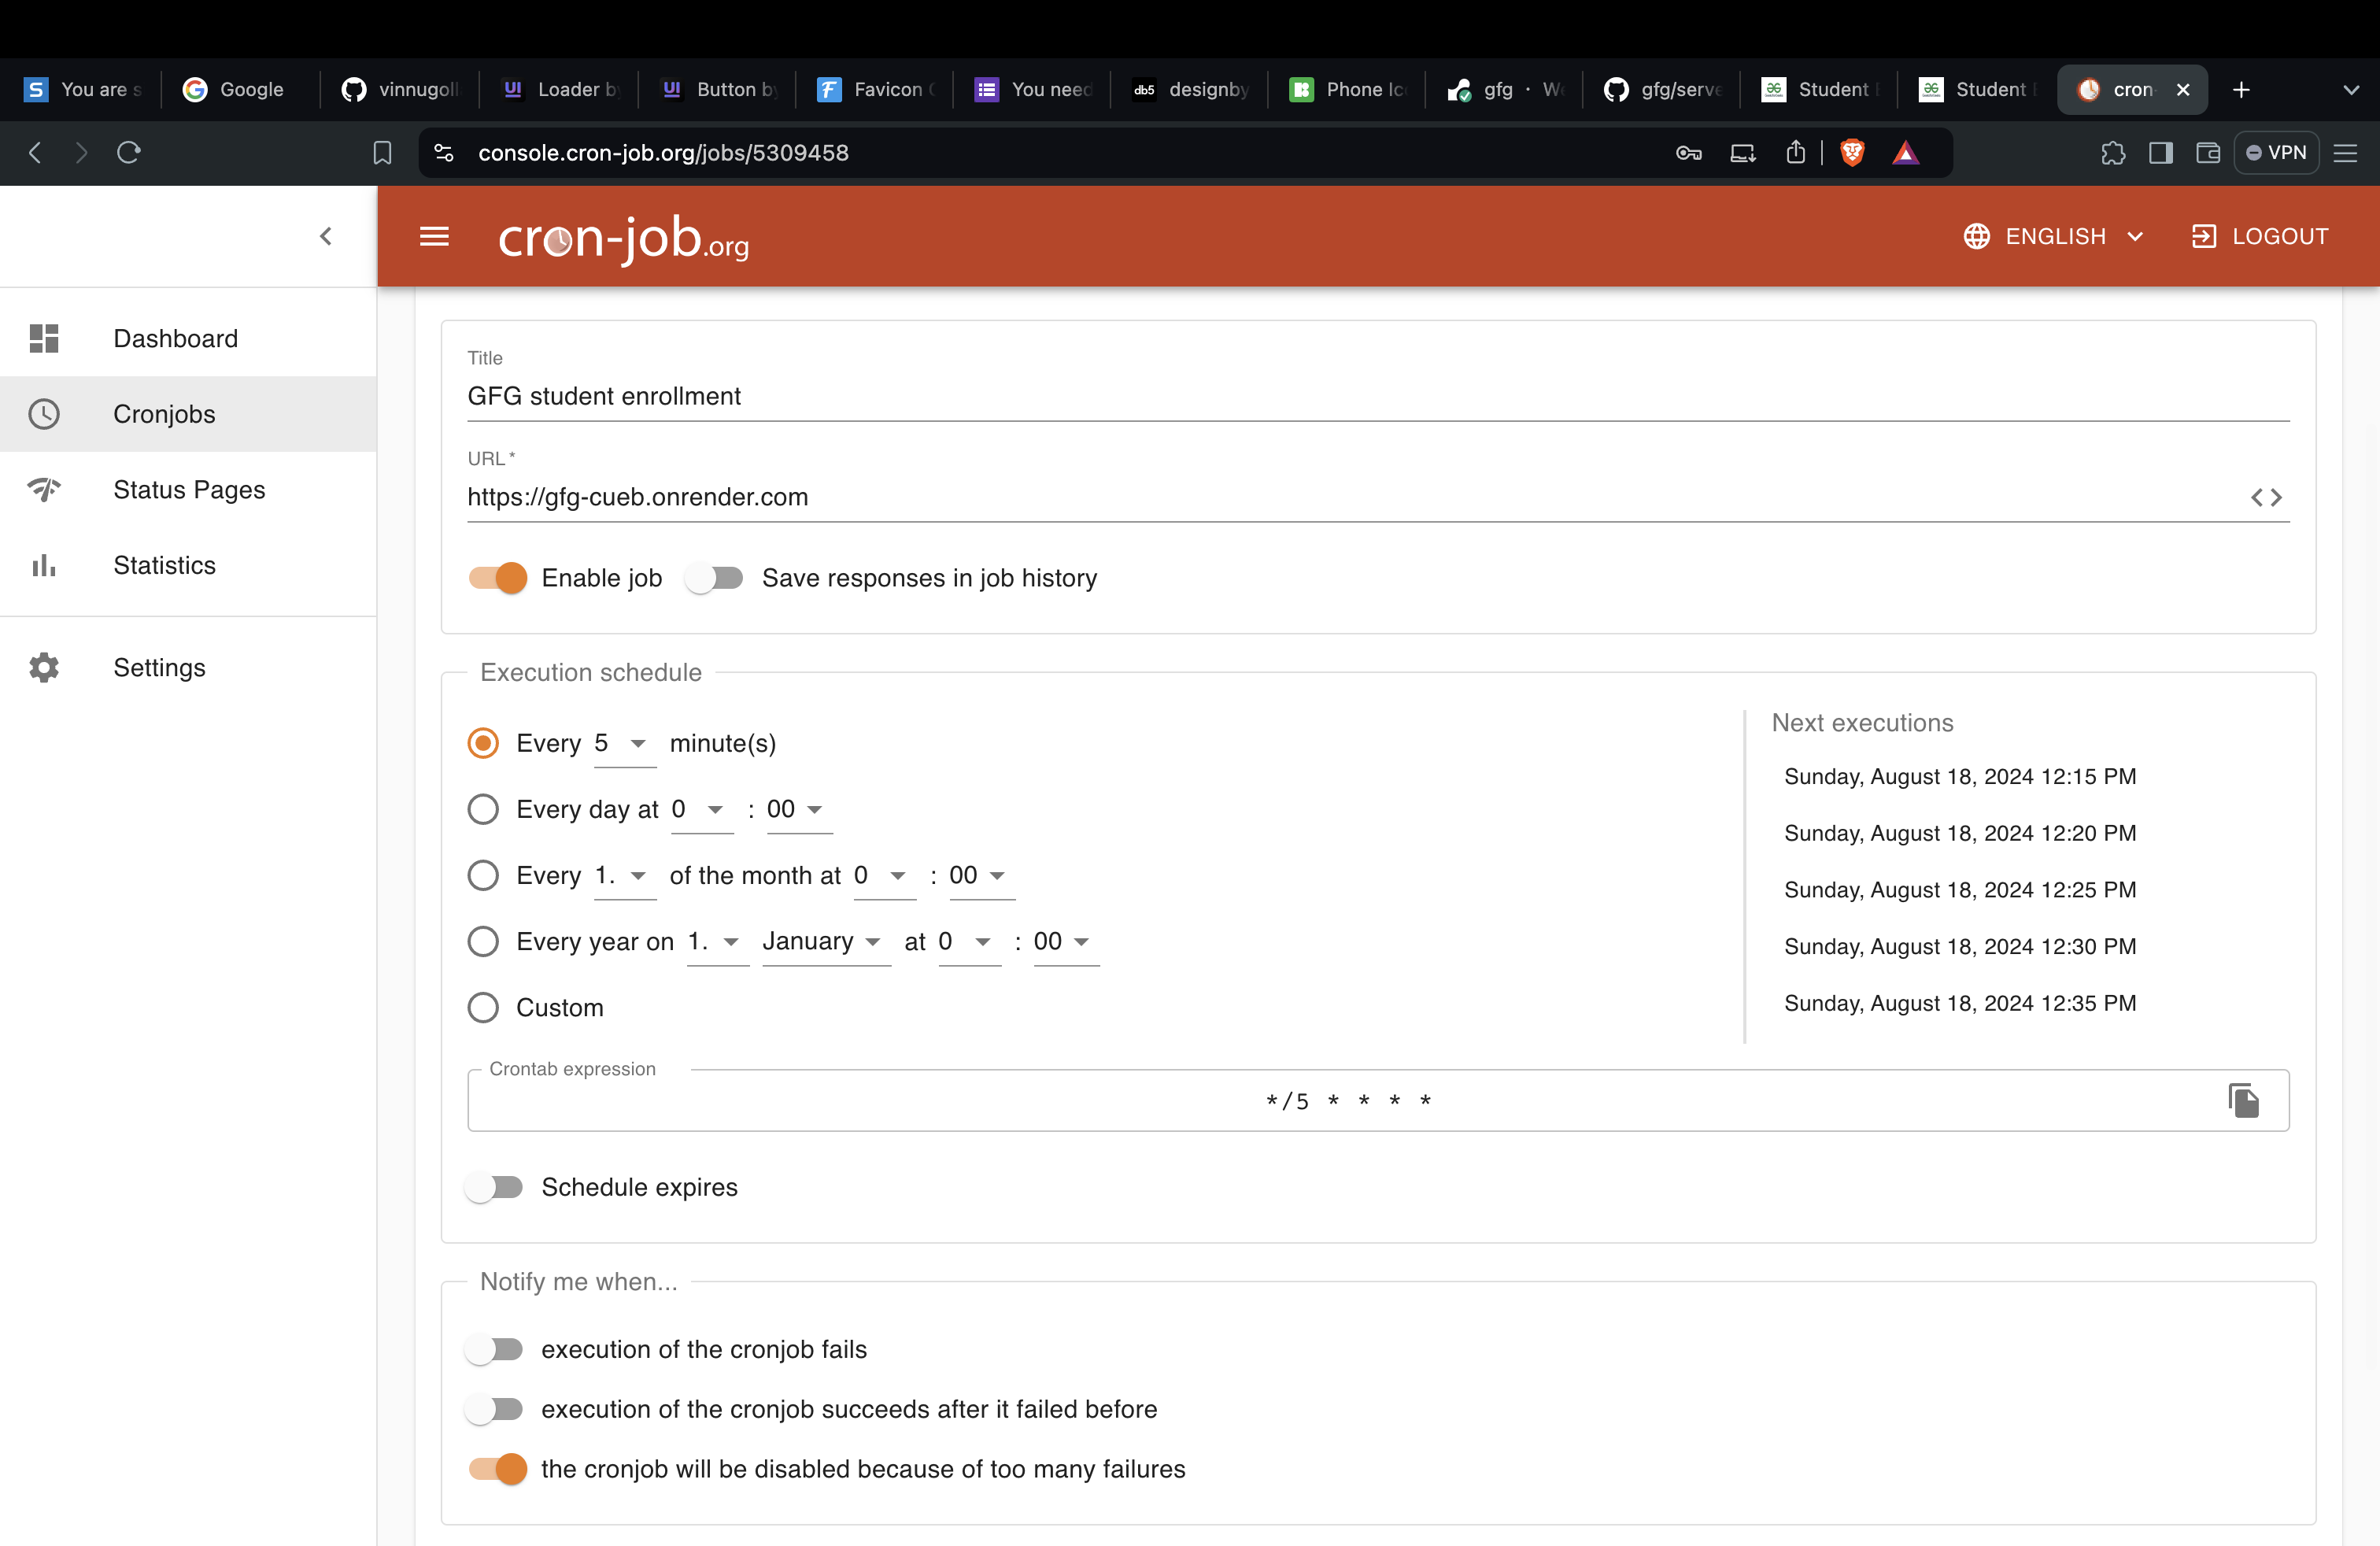 You are s
Google
vinnugoll
UI Loader by
UI Button by
Favicon
You need
db5 designby
Phone Ico
gfg · We
gfg/serve
Student
Student
cron-
console.cron-job.org/jobs/5309458
VPN
cron-job.org
ENGLISH
LOGOUT
Dashboard
Cronjobs
Status Pages
Statistics
Settings
Title
GFG student enrollment
URL *
https://gfg-cueb.onrender.com
Enable job
Save responses in job history
Execution schedule
Every 5 minute(s)
Every day at 0 : 00
Every 1. of the month at 0 : 00
Every year on 1. January at 0 : 00
Custom
Next executions
Sunday, August 18, 2024 12:15 PM
Sunday, August 18, 2024 12:20 PM
Sunday, August 18, 2024 12:25 PM
Sunday, August 18, 2024 12:30 PM
Sunday, August 18, 2024 12:35 PM
Crontab expression
*/5 * * * *
Schedule expires
Notify me when...
execution of the cronjob fails
execution of the cronjob succeeds after it failed before
the cronjob will be disabled because of too many failures